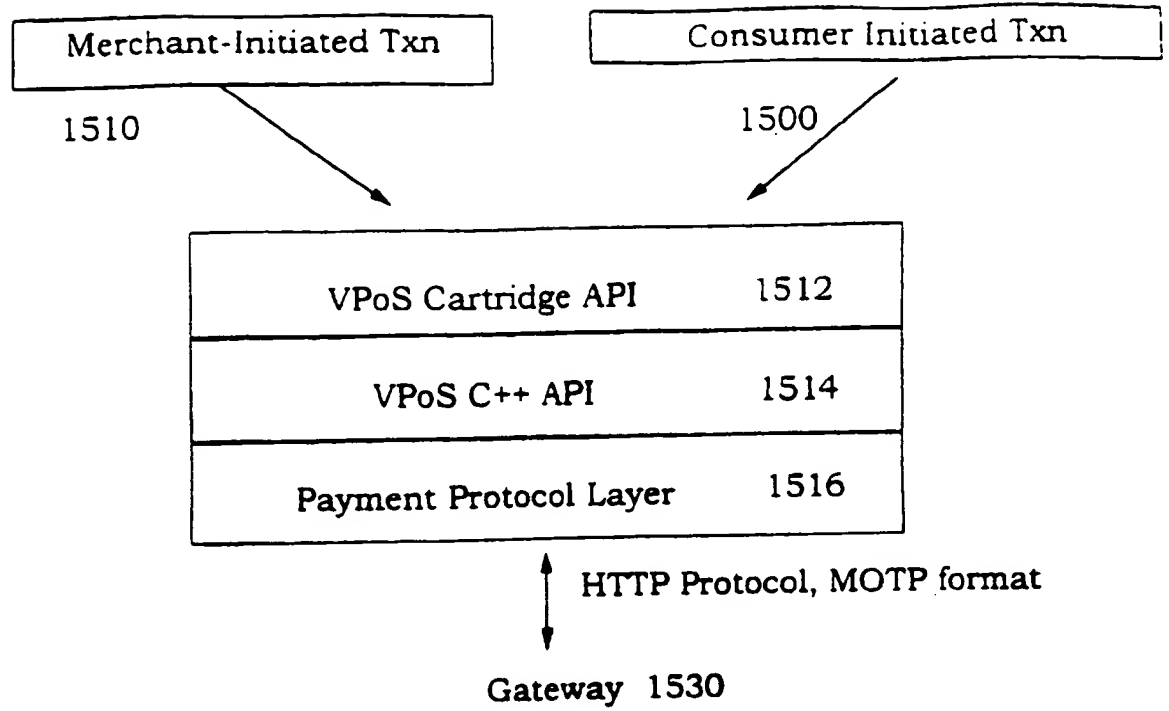 Merchant-Initiated Txn
Consumer Initiated Txn
1510
1500
VPoS Cartridge API 1512
VPoS C++ API 1514
Payment Protocol Layer 1516
HTTP Protocol, MOTP format
Gateway 1530